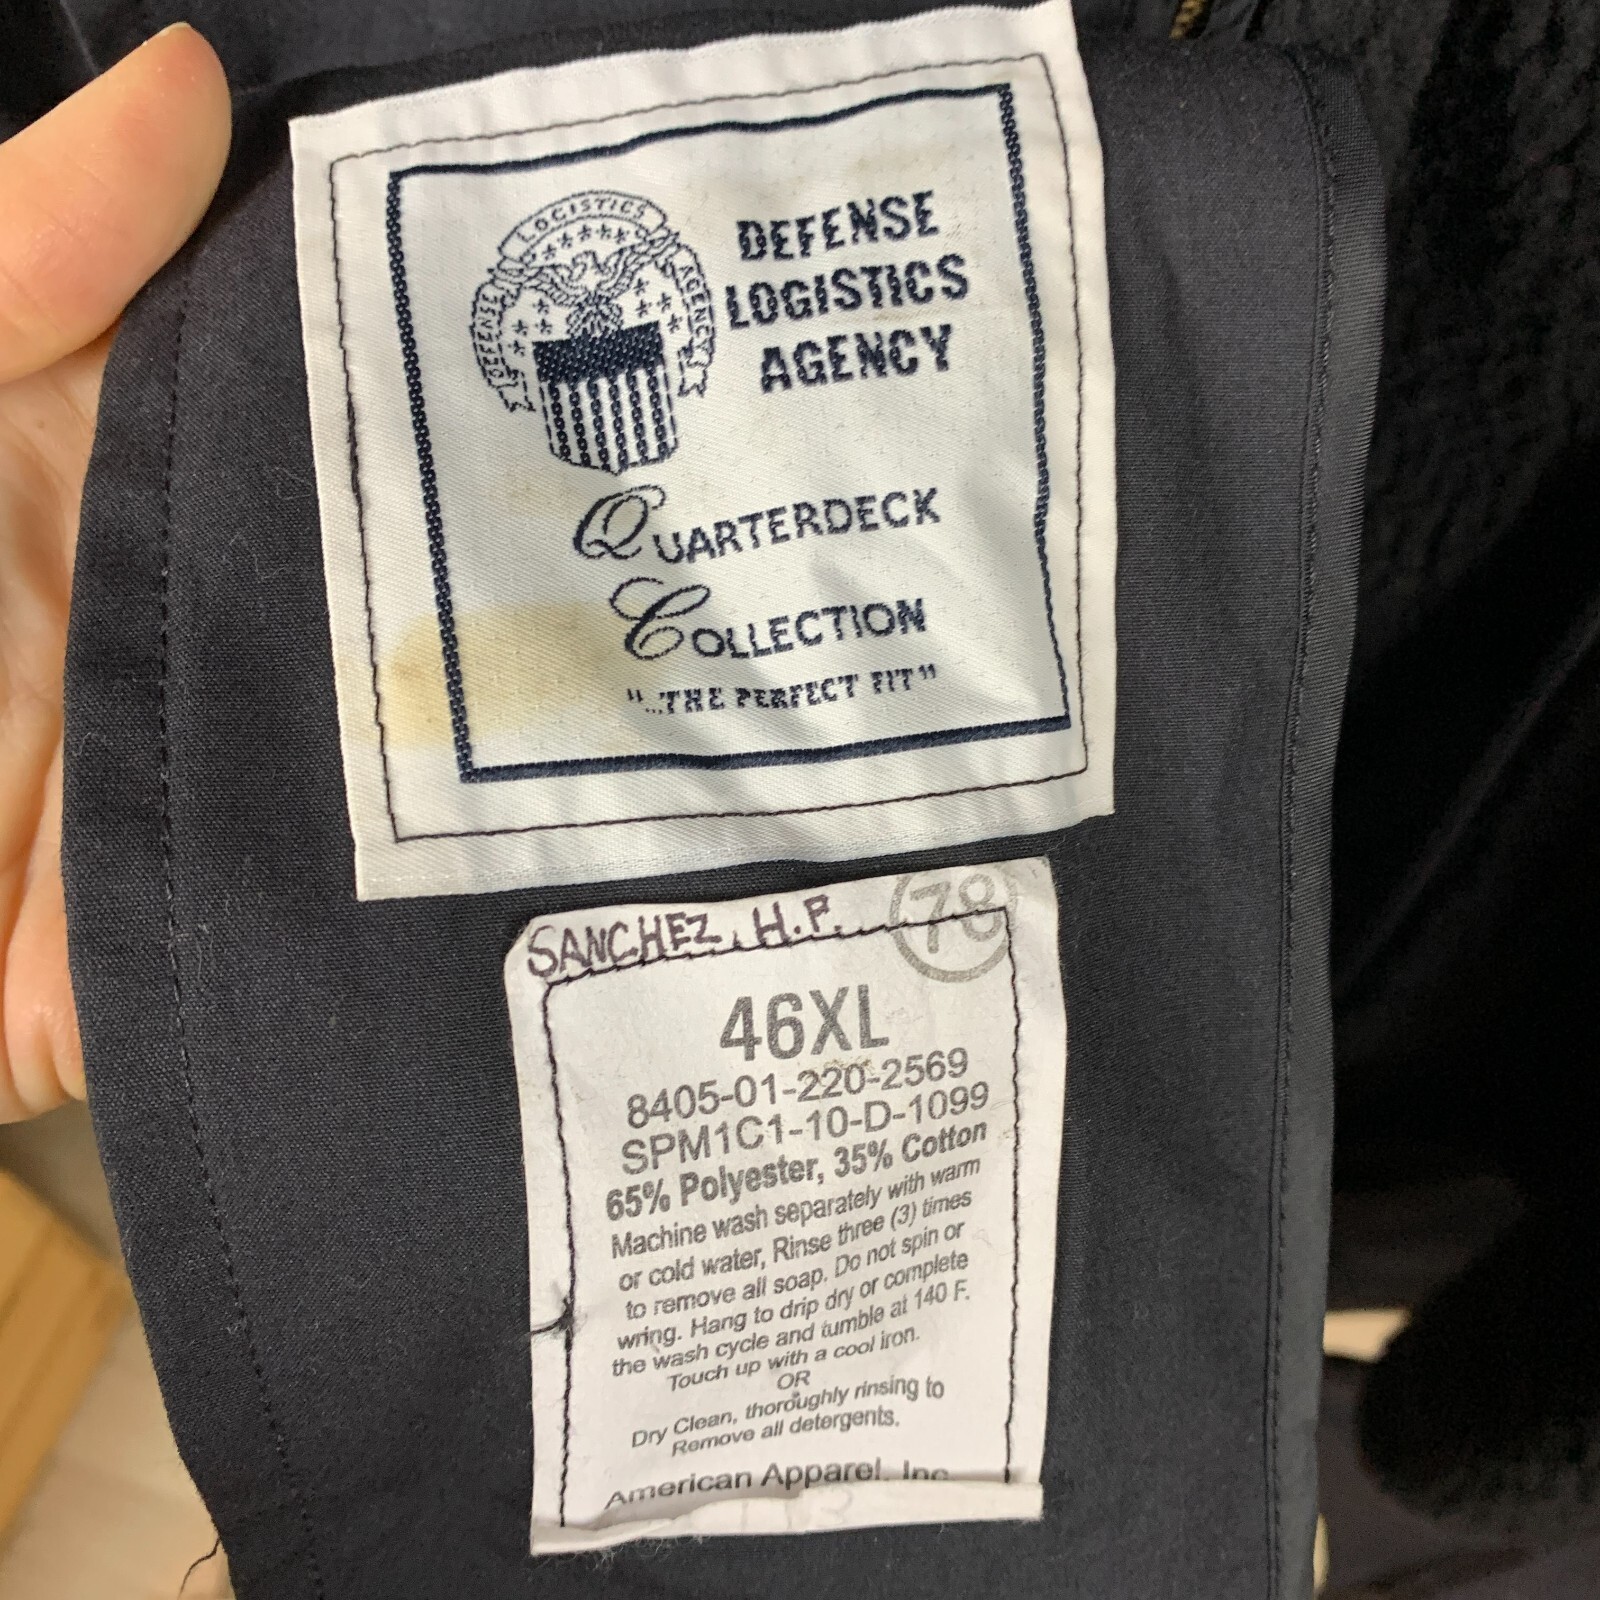 DEFENSE LOGISTICS AGENCY
DEFENSE
LOGISTICS
AGENCY
QUARTERDECK
COLLECTION
"...THE PERFECT FIT"
78
SANCHEZ, H.P.
46XL
8405-01-220-2569
SPM1C1-10-D-1099
65% Polyester, 35% Cotton
Machine wash separately with warm
or cold water, Rinse three (3) times
to remove all soap. Do not spin or
wring. Hang to drip dry or complete
the wash cycle and tumble at 140 F.
Touch up with a cool iron.
OR
Dry Clean, thoroughly rinsing to
Remove all detergents.
American Apparel, Inc